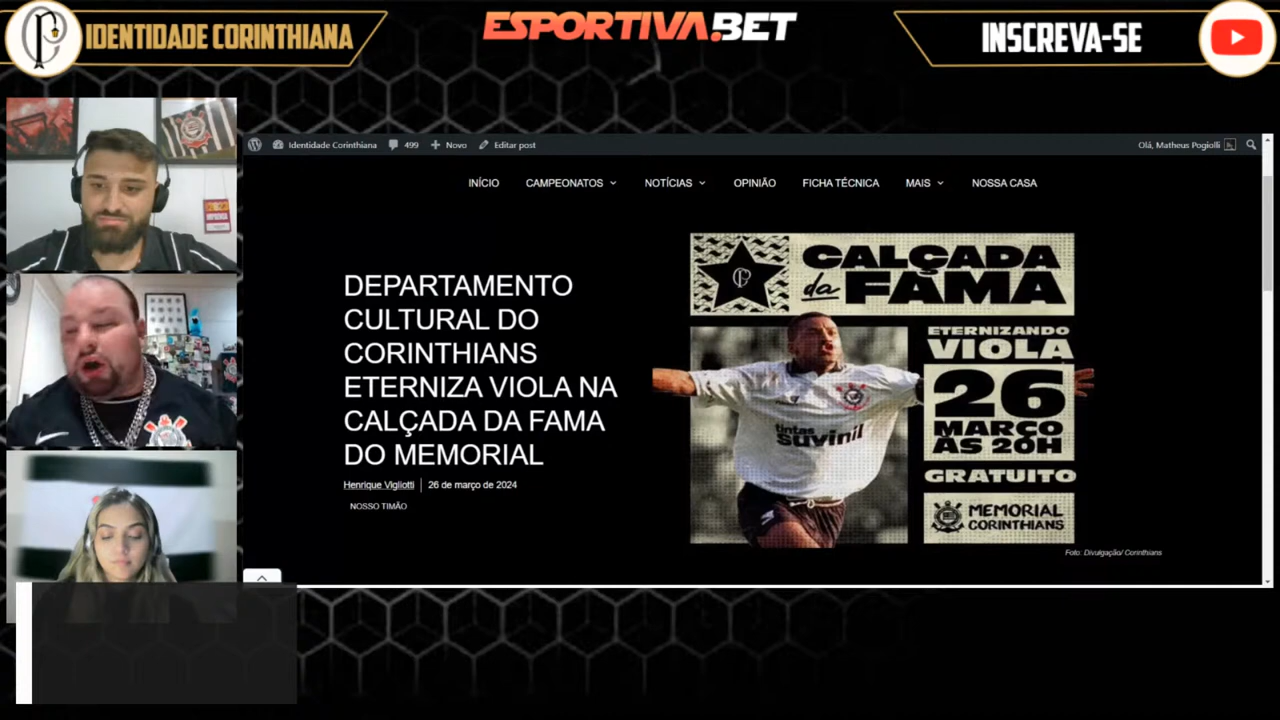 IDENTIDADE CORINTHIANA
ESPORTIVA.BET
INSCREVA-SE
Identidade Corinthiana
499
Novo
Editar post
Olá, Matheus Pogiolli
INÍCIO
CAMPEONATOS
NOTÍCIAS
OPINIÃO
FICHA TÉCNICA
MAIS
NOSSA CASA
DEPARTAMENTO
CULTURAL DO
CORINTHIANS
ETERNIZA VIOLA NA
CALÇADA DA FAMA
DO MEMORIAL
Henrique Vigliotti
26 de março de 2024
NOSSO TIMÃO
CALÇADA
da FAMA
ETERNIZANDO
VIOLA
26
MARÇO
ÀS 20H
GRATUITO
MEMORIAL
CORINTHIANS
tintas
suvinil
Foto: Divulgação/ Corinthians